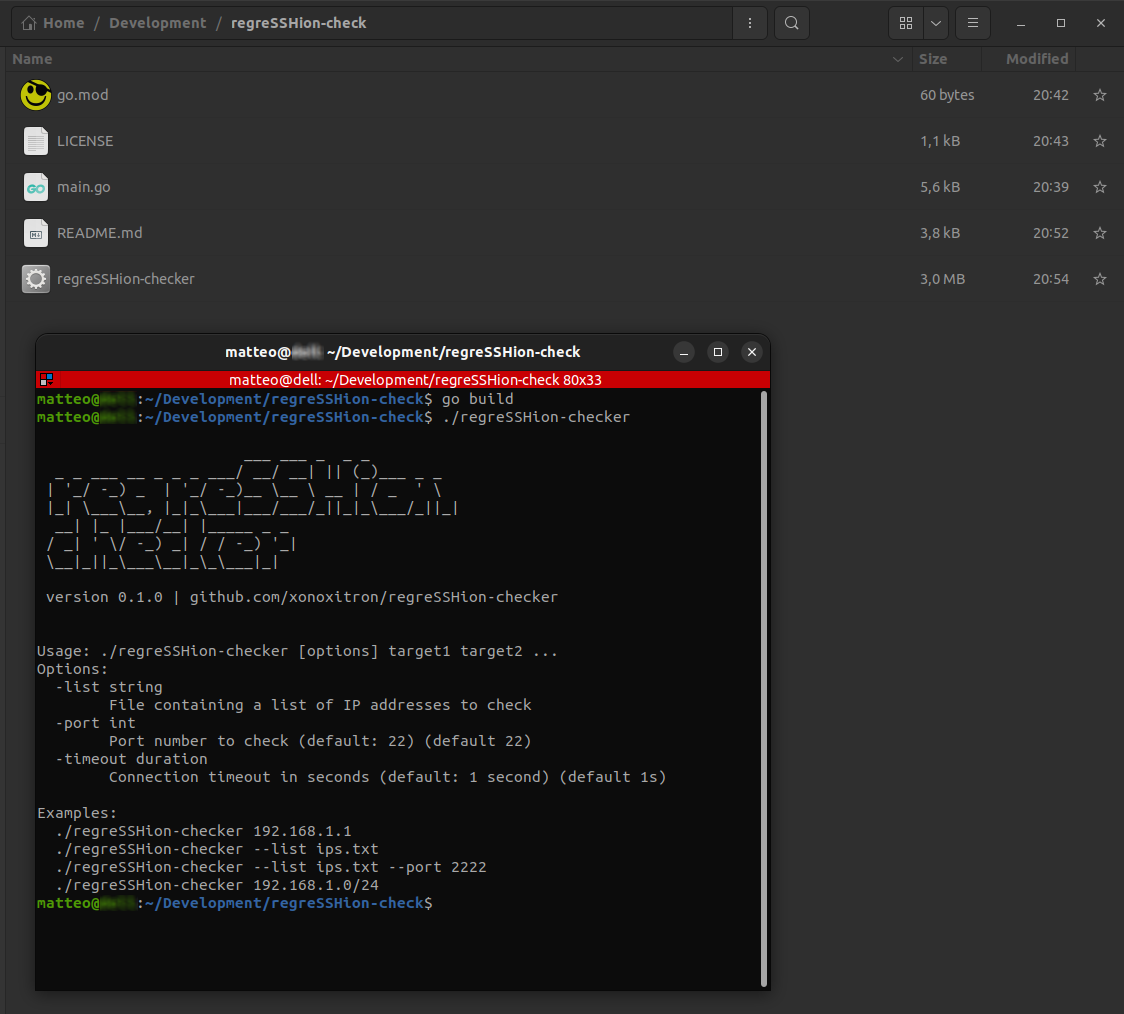 Home / Development / regreSSHion-check
Name Size Modified
go.mod 60 bytes 20:42
LICENSE 1,1 kB 20:43
GO main.go 5,6 kB 20:39
README.md 3,8 kB 20:52
regreSSHion-checker 3,0 MB 20:54
matteo@ ~/Development/regreSSHion-check
matteo@dell: ~/Development/regreSSHion-check 80x33
matteo@ :~/Development/regreSSHion-check$ go build
matteo@ :~/Development/regreSSHion-check$ ./regreSSHion-checker
regreSSHion
checker
version 0.1.0 | github.com/xonoxitron/regreSSHion-checker
Usage: ./regreSSHion-checker [options] target1 target2 ...
Options:
-list string
File containing a list of IP addresses to check
-port int
Port number to check (default: 22) (default 22)
-timeout duration
Connection timeout in seconds (default: 1 second) (default 1s)
Examples:
./regreSSHion-checker 192.168.1.1
./regreSSHion-checker --list ips.txt
./regreSSHion-checker --list ips.txt --port 2222
./regreSSHion-checker 192.168.1.0/24
matteo@ :~/Development/regreSSHion-check$